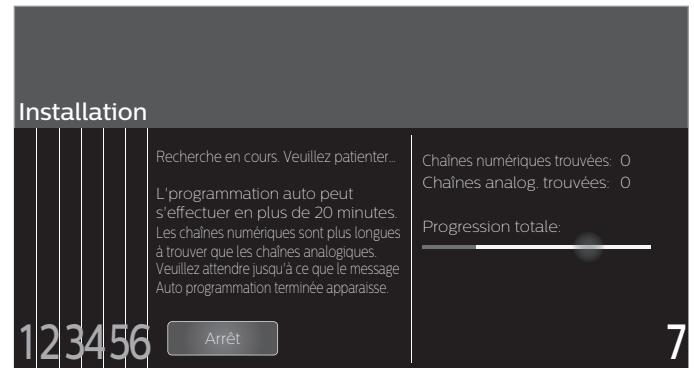 Installation
Recherche en cours. Veuillez patienter...
L'programmation auto peut
s'effectuer en plus de 20 minutes.
Les chaînes numériques sont plus longues
à trouver que les chaînes analogiques.
Veuillez attendre jusqu'à ce que le message
Auto programmation terminée apparaisse.
Arrêt
Chaînes numériques trouvées: 0
Chaînes analog. trouvées: 0
Progression totale:
123456
7